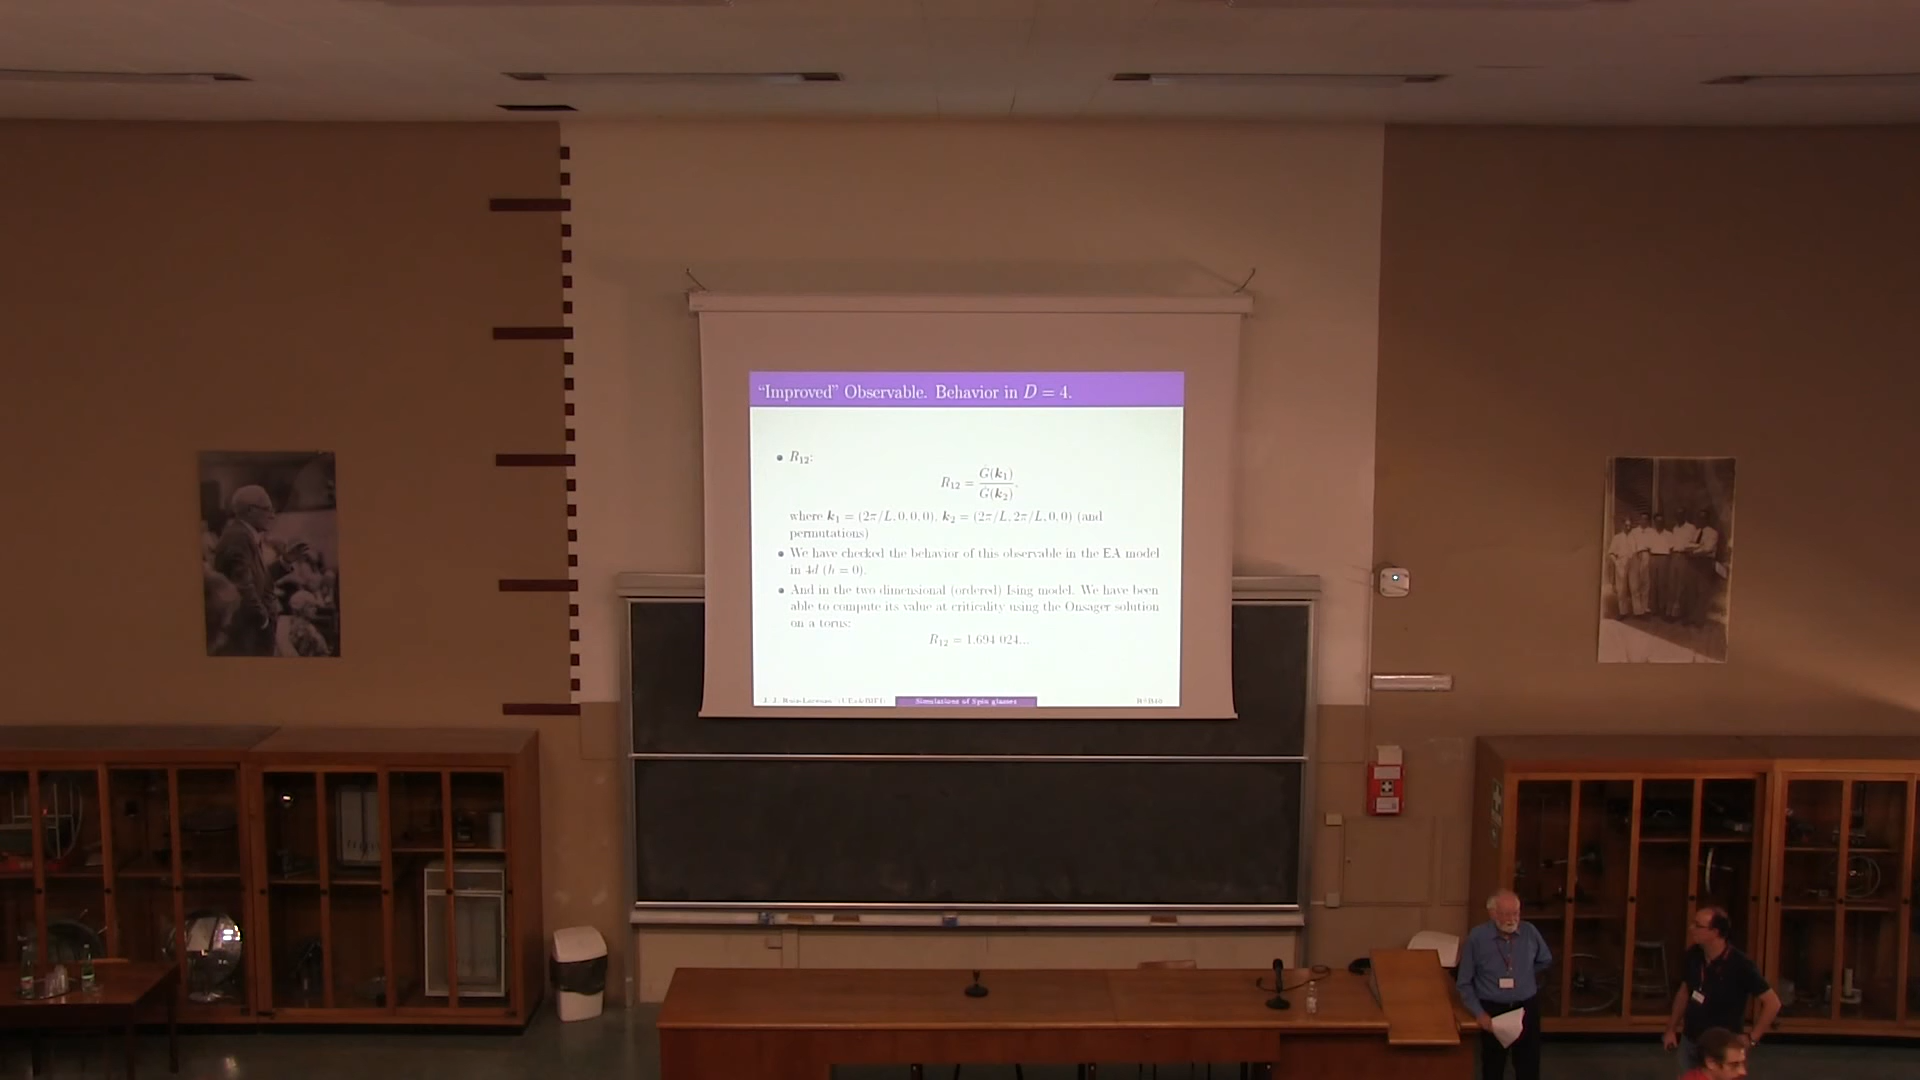 “Improved” Observable. Behavior in D = 4.
• R₁₂:
R₁₂ = G(k₁) / G(k₂),
where k₁ = (2π/L, 0, 0, 0), k₂ = (2π/L, 2π/L, 0, 0) (and
permutations)
• We have checked the behavior of this observable in the EA model
in 4d (h = 0).
• And in the two dimensional (ordered) Ising model. We have been
able to compute its value at criticality using the Onsager solution
on a torus:
R₁₂ = 1.694 024...
Simulations of Spin glasses